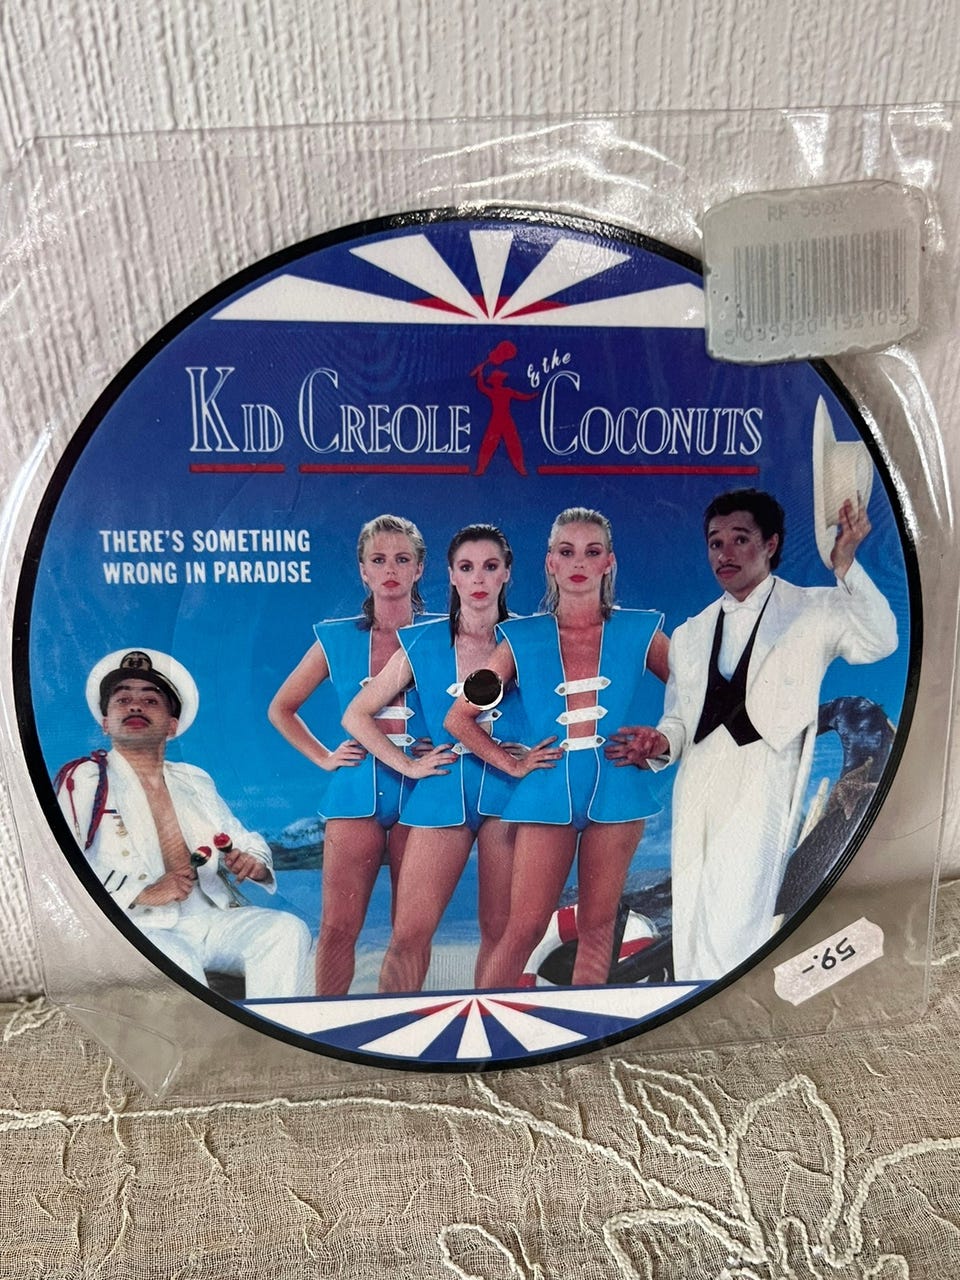 KID CREOLE & the COCONUTS
THERE'S SOMETHING
WRONG IN PARADISE
59.-